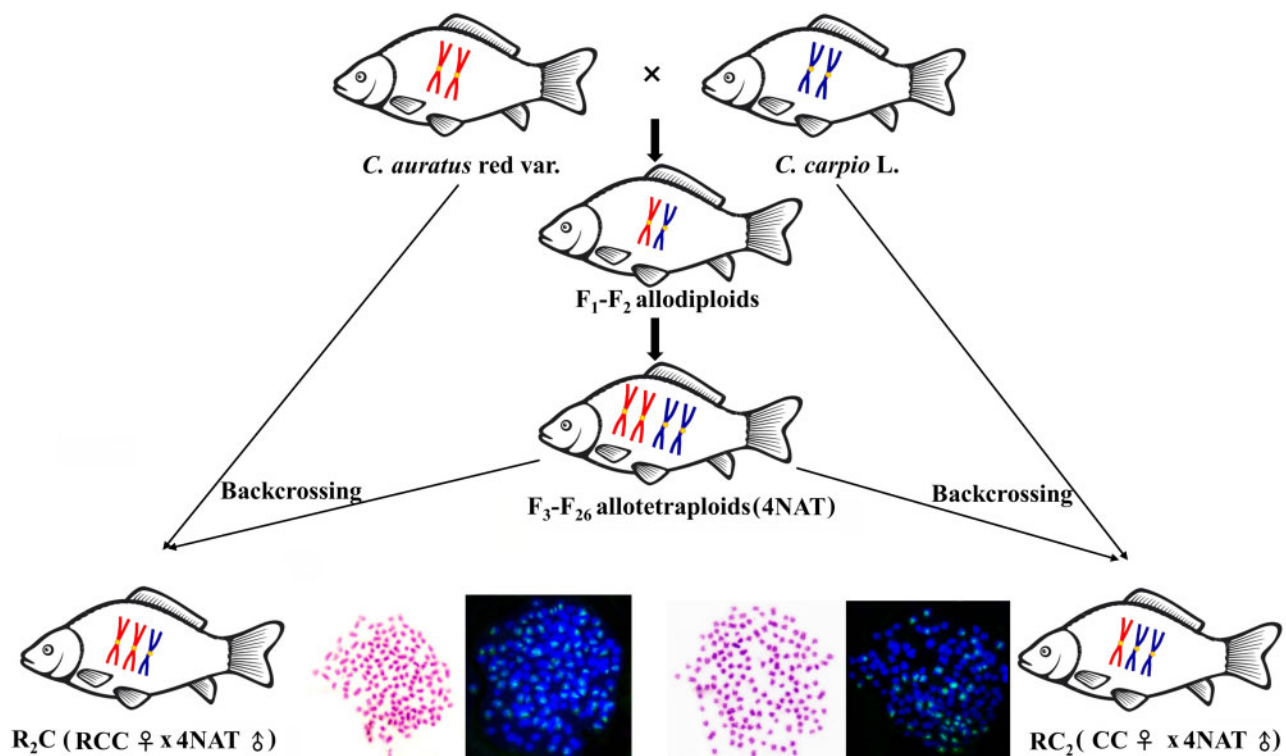 ×
C. auratus red var.
C. carpio L.
F₁-F₂ allodiploids
Backcrossing
Backcrossing
F₃-F₂₆ allotetraploids (4NAT)
R₂C (RCC ♀ x 4NAT ♂)
RC₂ (CC ♀ x 4NAT ♂)